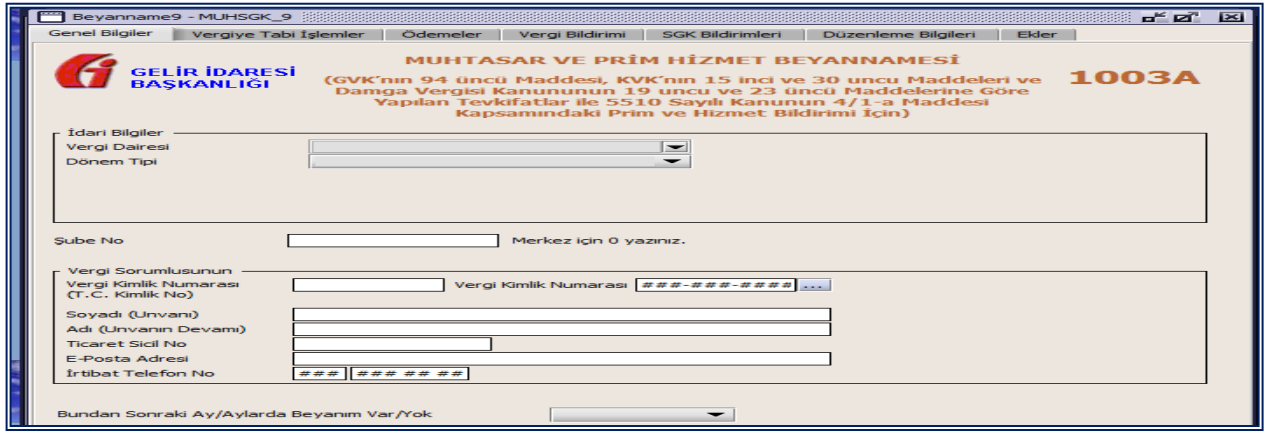 Beyanname9 - MUHSGK_9
Genel Bilgiler Vergiye Tabi İşlemler Ödemeler Vergi Bildirimi SGK Bildirimleri Düzenleme Bilgileri Ekler
GELİR İDARESİ
BAŞKANLIĞI
MUHTASAR VE PRİM HİZMET BEYANNAMESİ
(GVK'nın 94 üncü Maddesi, KVK'nın 15 inci ve 30 uncu Maddeleri ve
Damga Vergisi Kanununun 19 uncu ve 23 üncü Maddelerine Göre
Yapılan Tevkifatlar ile 5510 Sayılı Kanunun 4/1-a Maddesi
Kapsamındaki Prim ve Hizmet Bildirimi İçin)
1003A
İdari Bilgiler
Vergi Dairesi
Dönem Tipi
Şube No Merkez için 0 yazınız.
Vergi Sorumlusunun
Vergi Kimlik Numarası
(T.C. Kimlik No)
Vergi Kimlik Numarası ###-###-#### ...
Soyadı (Unvanı)
Adı (Unvanın Devamı)
Ticaret Sicil No
E-Posta Adresi
İrtibat Telefon No ### ### ## ##
Bundan Sonraki Ay/Aylarda Beyanım Var/Yok